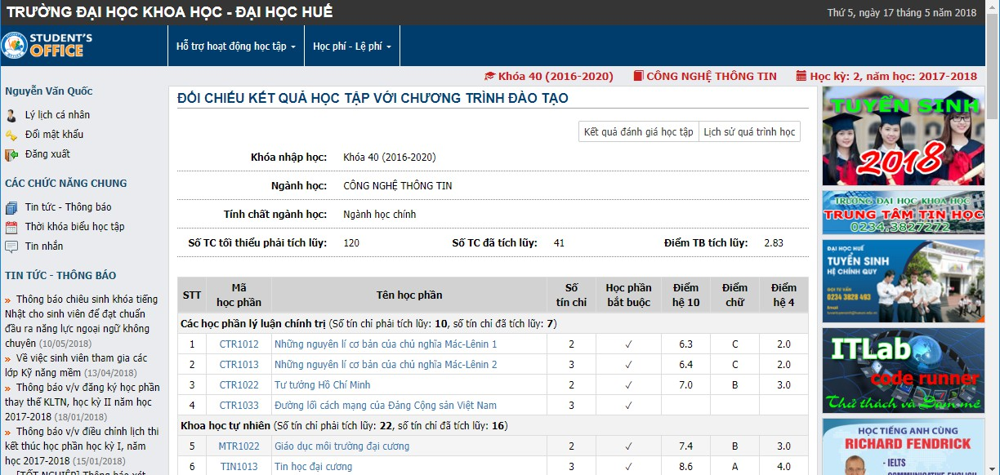 TRƯỜNG ĐẠI HỌC KHOA HỌC - ĐẠI HỌC HUẾ
Thứ 5, ngày 17 tháng 5 năm 2018
STUDENT'S
OFFICE
Hỗ trợ hoạt động học tập
Học phí - Lệ phí
Khóa 40 (2016-2020)
CÔNG NGHỆ THÔNG TIN
Học kỳ: 2, năm học: 2017-2018
Nguyễn Văn Quốc
Lý lịch cá nhân
Đổi mật khẩu
Đăng xuất
CÁC CHỨC NĂNG CHUNG
Tin tức - Thông báo
Thời khóa biểu học tập
Tin nhắn
TIN TỨC - THÔNG BÁO
» Thông báo chiêu sinh khóa tiếng
Nhật cho sinh viên để đạt chuẩn
đầu ra năng lực ngoại ngữ không
chuyên (10/05/2018)
» Về việc sinh viên tham gia các
lớp Kỹ năng mềm (13/04/2018)
» Thông báo v/v đăng ký học phần
thay thế KLTN, học kỳ II năm học
2017-2018 (18/01/2018)
» Thông báo v/v điều chỉnh lịch thi
kết thúc học phần học kỳ I, năm
học 2017-2018 (15/01/2018)
» [TỐT NGHIỆP] Thông báo xét
ĐỐI CHIẾU KẾT QUẢ HỌC TẬP VỚI CHƯƠNG TRÌNH ĐÀO TẠO
Kết quả đánh giá học tập
Lịch sử quá trình học
Khóa nhập học: Khóa 40 (2016-2020)
Ngành học: CÔNG NGHỆ THÔNG TIN
Tính chất ngành học: Ngành học chính
Số TC tối thiểu phải tích lũy: 120 Số TC đã tích lũy: 41 Điểm TB tích lũy: 2.83
STT Mã học phần Tên học phần Số tín chỉ Học phần bắt buộc Điểm hệ 10 Điểm chữ Điểm hệ 4
Các học phần lý luận chính trị (Số tín chỉ phải tích lũy: 10, số tín chỉ đã tích lũy: 7)
1 CTR1012 Những nguyên lí cơ bản của chủ nghĩa Mác-Lênin 1 2 ✓ 6.3 C 2.0
2 CTR1013 Những nguyên lí cơ bản của chủ nghĩa Mác-Lênin 2 3 ✓ 6.4 C 2.0
3 CTR1022 Tư tưởng Hồ Chí Minh 2 ✓ 7.0 B 3.0
4 CTR1033 Đường lối cách mạng của Đảng Cộng sản Việt Nam 3 ✓
Khoa học tự nhiên (Số tín chỉ phải tích lũy: 22, số tín chỉ đã tích lũy: 16)
5 MTR1022 Giáo dục môi trường đại cương 2 ✓ 7.4 B 3.0
6 TIN1013 Tin học đại cương 3 ✓ 8.6 A 4.0
TUYỂN SINH
2018
TRƯỜNG ĐẠI HỌC KHOA HỌC
TRUNG TÂM TIN HỌC
0234.3827272
ĐẠI HỌC HUẾ
TUYỂN SINH
HỆ CHÍNH QUY
GỌI TƯ VẤN
0234 3828 493
Email
ITLab
code runner
Thử thách và Đam mê
HỌC TIẾNG ANH CÙNG
RICHARD FENDRICK
- IELTS
- COMMUNICATIVE ENGLISH